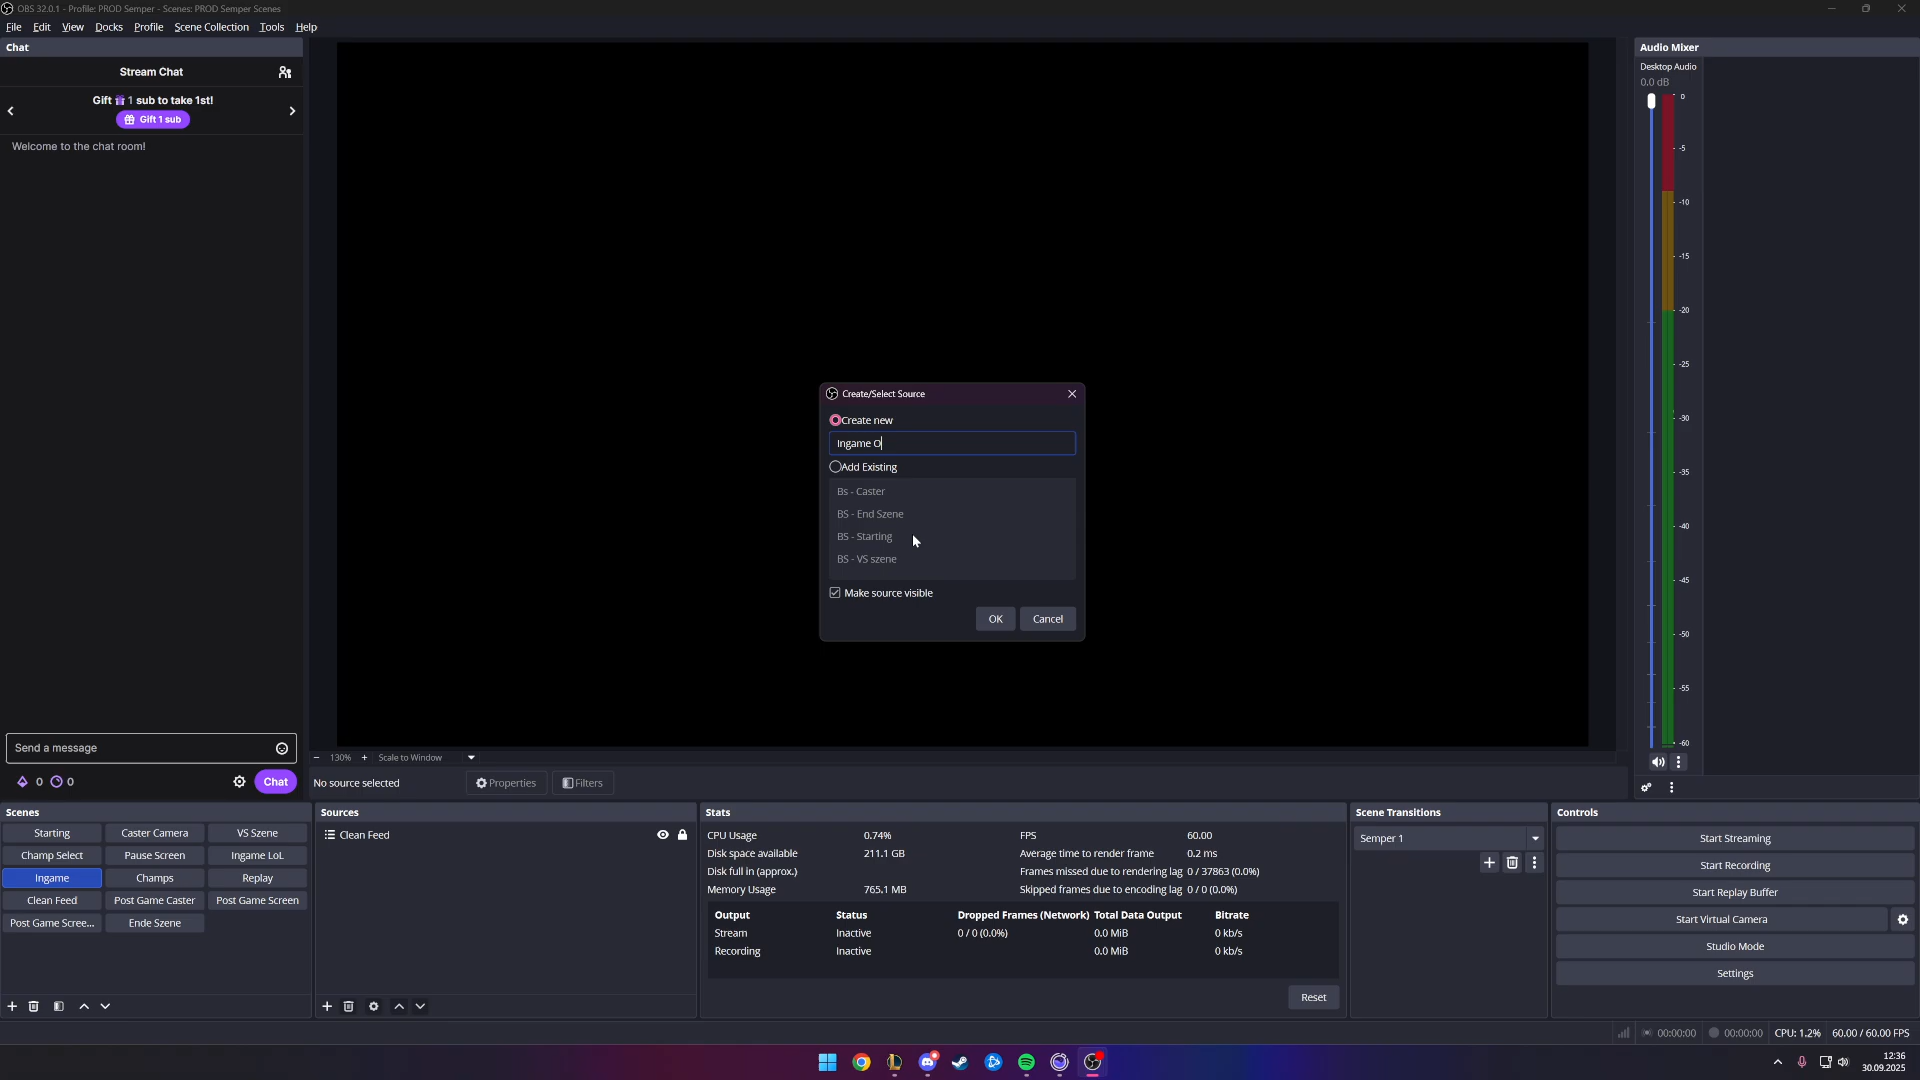 OBS 32.0.1 - Profile: PROD Semper - Scenes: PROD Semper Scenes
File Edit View Docks Profile Scene Collection Tools Help
Chat
Stream Chat
Gift 1 sub to take 1st!
Gift 1 sub
Welcome to the chat room!
Send a message
0 0
Chat
Create/Select Source
Create new
Ingame O
Add Existing
Bs - Caster
BS - End Szene
BS - Starting
BS - VS szene
Make source visible
OK Cancel
130% Scale to Window
No source selected Properties Filters
Audio Mixer
Desktop Audio
0.0 dB
0
-5
-10
-15
-20
-25
-30
-35
-40
-45
-50
-55
-60
Scenes
Starting Caster Camera VS Szene
Champ Select Pause Screen Ingame LoL
Ingame Champs Replay
Clean Feed Post Game Caster Post Game Screen
Post Game Scree... Ende Szene
Sources
Clean Feed
Stats
CPU Usage 0.74% FPS 60.00
Disk space available 211.1 GB Average time to render frame 0.2 ms
Disk full in (approx.) Frames missed due to rendering lag 0 / 37863 (0.0%)
Memory Usage 765.1 MB Skipped frames due to encoding lag 0 / 0 (0.0%)
Output Status Dropped Frames (Network) Total Data Output Bitrate
Stream Inactive 0 / 0 (0.0%) 0.0 MiB 0 kb/s
Recording Inactive 0.0 MiB 0 kb/s
Reset
Scene Transitions
Semper 1
Controls
Start Streaming
Start Recording
Start Replay Buffer
Start Virtual Camera
Studio Mode
Settings
00:00:00 00:00:00 CPU: 1.2% 60.00 / 60.00 FPS
12:36
30.09.2025